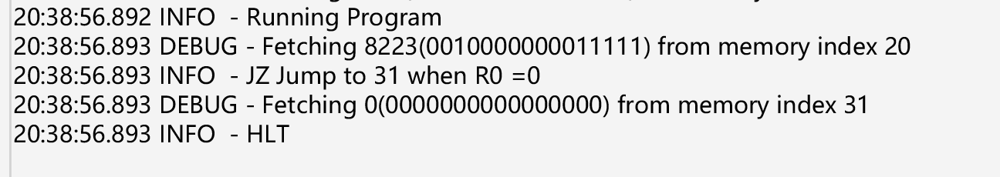 20:38:56.892 INFO  - Running Program
20:38:56.893 DEBUG - Fetching 8223(0010000000011111) from memory index 20
20:38:56.893 INFO  - JZ Jump to 31 when R0 =0
20:38:56.893 DEBUG - Fetching 0(0000000000000000) from memory index 31
20:38:56.893 INFO  - HLT